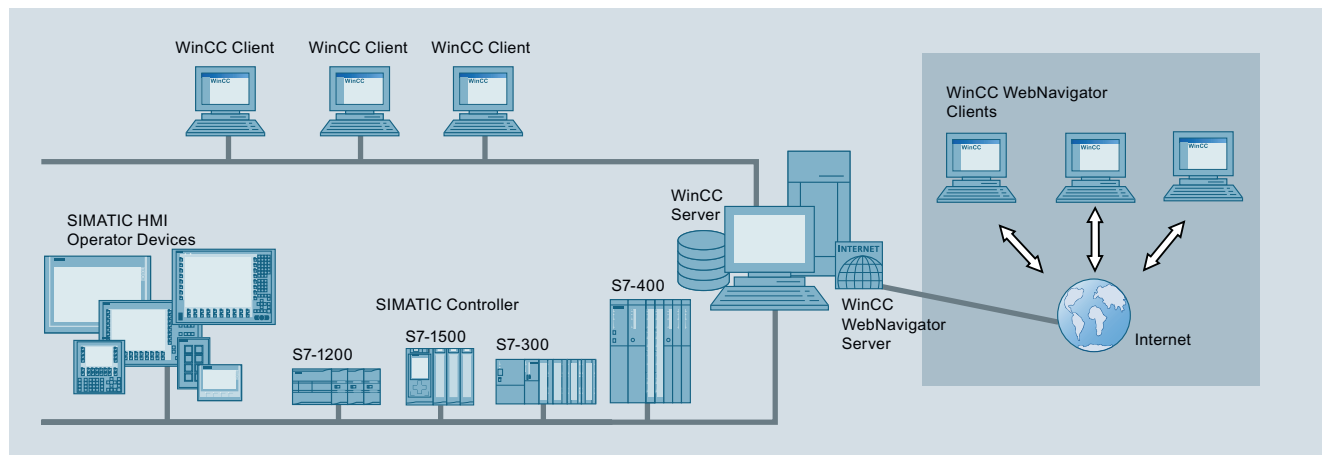 WinCC Client
WinCC Client
WinCC Client
WinCC
WinCC
WinCC
WinCC WebNavigator
Clients
WinCC
WinCC
WinCC
WinCC
Server
SIMATIC HMI
Operator Devices
INTERNET
S7-400
SIMATIC Controller
WinCC
WebNavigator
Server
S7-1200
S7-1500
S7-300
Internet